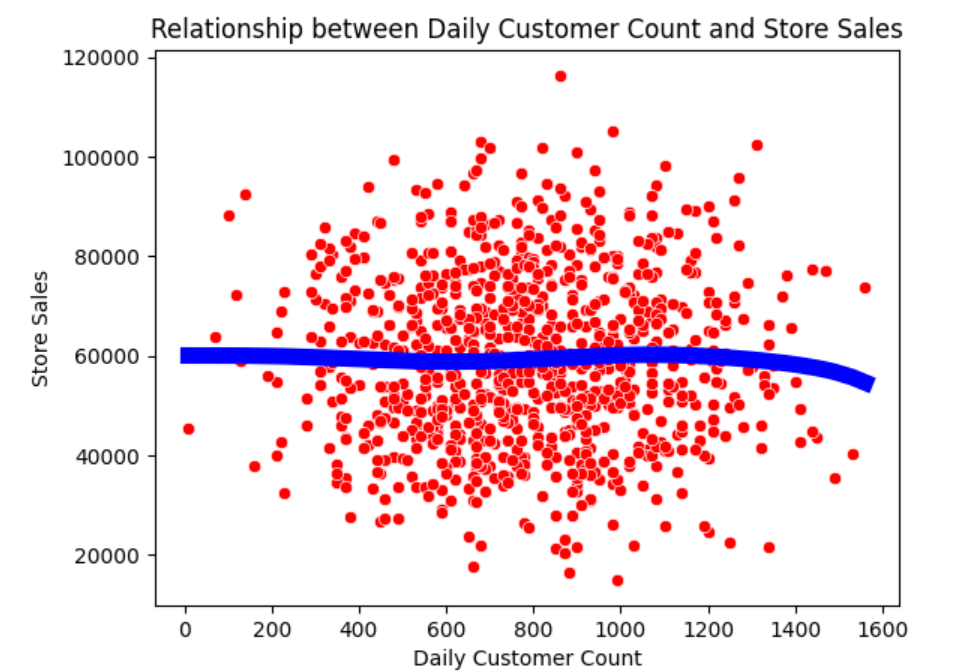 Relationship between Daily Customer Count and Store Sales
120000
100000
80000
60000
40000
20000
Store Sales
0 200 400 600 800 1000 1200 1400 1600
Daily Customer Count